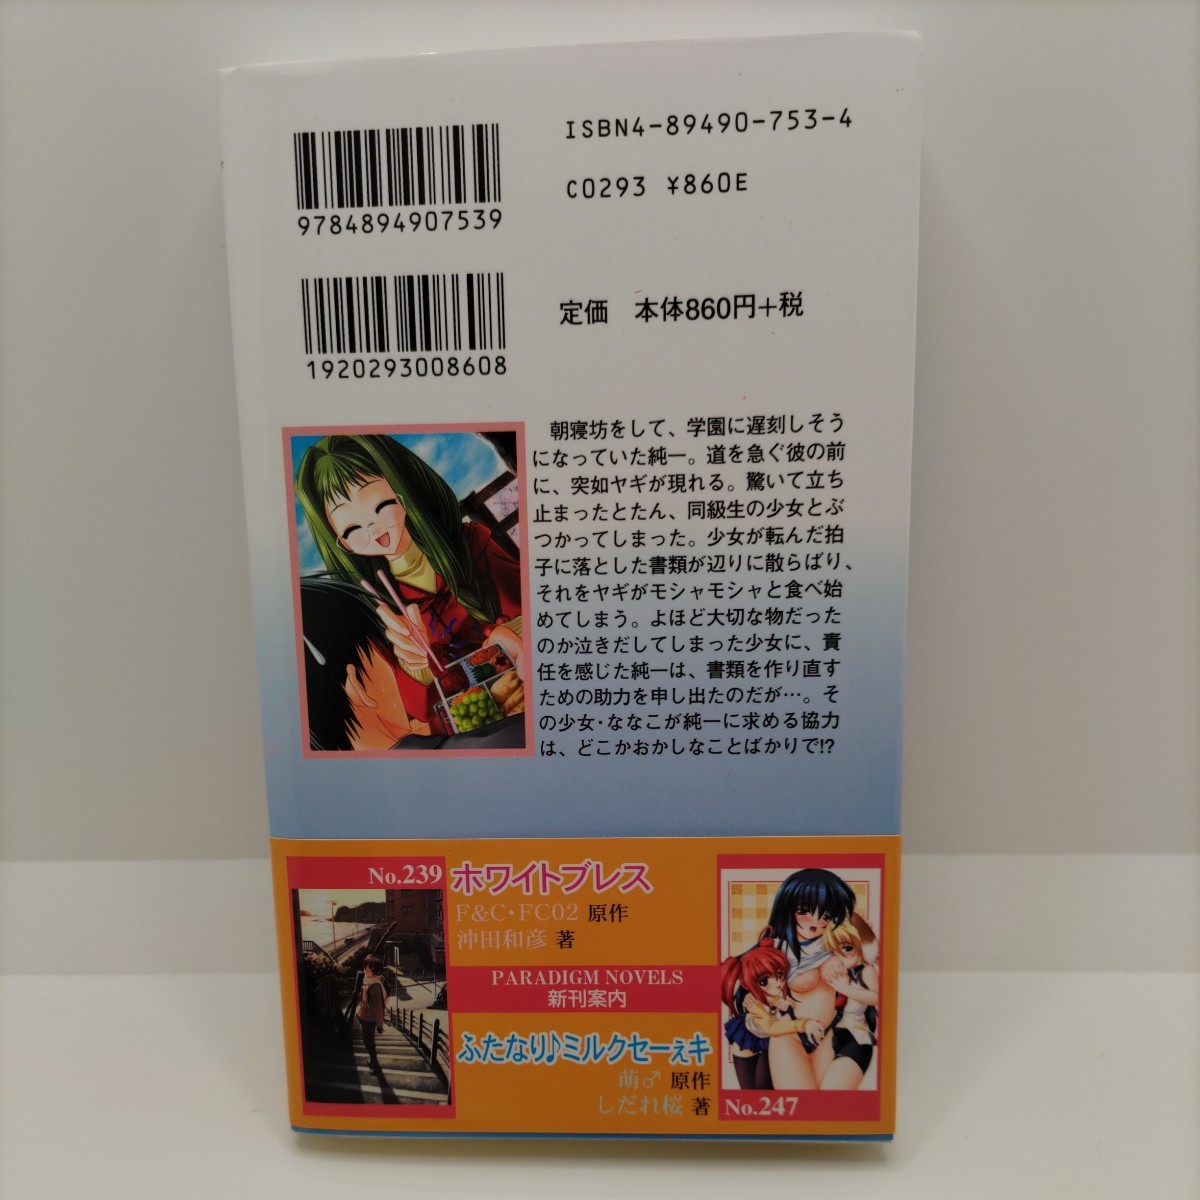 ISBN4-89490-753-4
C0293 ¥860E
9784894907539
1920293008608
定価 本体860円+税
朝寝坊をして、学園に遅刻しそう
になっていた純一。道を急ぐ彼の前
に、突如ヤギが現れる。驚いて立ち
止まったとたん、同級生の少女とぶ
つかってしまった。少女が転んだ拍
子に落とした書類が辺りに散らばり、
それをヤギがモシャモシャと食べ始
めてしまう。よほど大切な物だった
のか泣きだしてしまった少女に、責
任を感じた純一は、書類を作り直す
ための助力を申し出たのだが…。そ
の少女・ななこが純一に求める協力
は、どこかおかしなことばかりで!?
No.239
ホワイトブレス
F&C・FC02 原作
沖田和彦 著
PARADIGM NOVELS
新刊案内
ふたなり♪ミルクセーぇキ
萌♂ 原作
しだれ桜 著
No.247